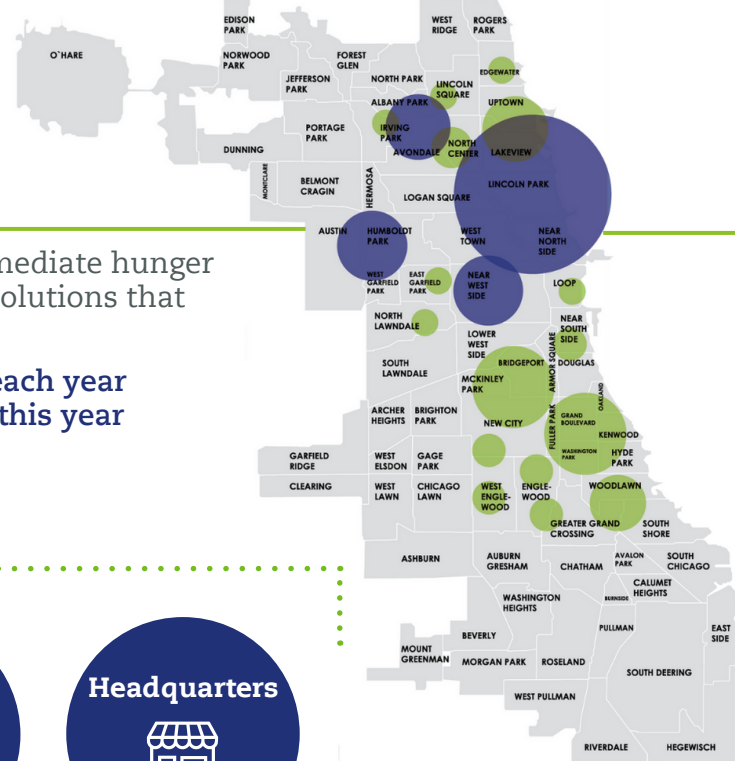 EDISON
PARK
WEST
RIDGE
ROGERS
PARK
O`HARE
NORWOOD
PARK
FOREST
GLEN
JEFFERSON
PARK
NORTH PARK
LINCOLN
SQUARE
EDGEWATER
ALBANY PARK
UPTOWN
PORTAGE
PARK
IRVING
PARK
DUNNING
AVONDALE
NORTH
CENTER
LAKEVIEW
MONTCLARE
BELMONT
CRAGIN
HERMOSA
LOGAN SQUARE
LINCOLN PARK
AUSTIN
HUMBOLDT
PARK
WEST
TOWN
NEAR
NORTH
SIDE
mediate hunger
olutions that
WEST
GARFIELD
PARK
EAST
GARFIELD
PARK
NEAR
WEST
SIDE
LOOP
NORTH
LAWNDALE
NEAR
SOUTH
SIDE
LOWER
WEST
SIDE
ARMOR SQUARE
each year
this year
SOUTH
LAWNDALE
BRIDGEPORT
DOUGLAS
MCKINLEY
PARK
OAKLAND
ARCHER
HEIGHTS
BRIGHTON
PARK
NEW CITY
FULLER PARK
GRAND
BOULEVARD
KENWOOD
WASHINGTON
PARK
HYDE
PARK
GARFIELD
RIDGE
WEST
ELSDON
GAGE
PARK
CLEARING
WEST
LAWN
CHICAGO
LAWN
WEST
ENGLE-
WOOD
ENGLE-
WOOD
WOODLAWN
GREATER GRAND
CROSSING
SOUTH
SHORE
ASHBURN
AUBURN
GRESHAM
CHATHAM
AVALON
PARK
SOUTH
CHICAGO
CALUMET
HEIGHTS
WASHINGTON
HEIGHTS
BURNSIDE
PULLMAN
EAST
SIDE
BEVERLY
MOUNT
GREENMAN
MORGAN PARK
ROSELAND
SOUTH DEERING
WEST PULLMAN
RIVERDALE
HEGEWISCH
Headquarters